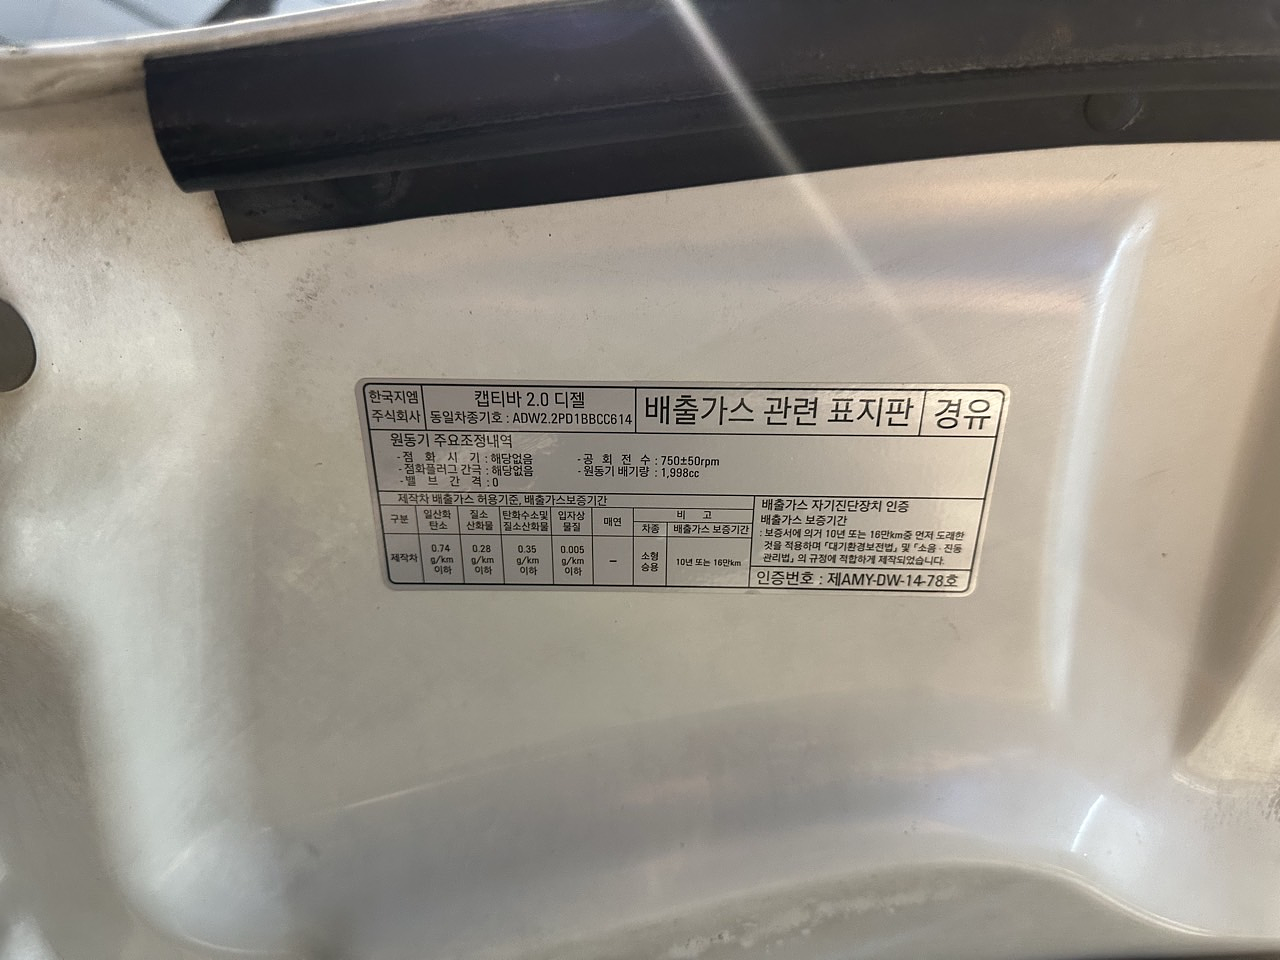 한국지엠
주식회사
캡티바 2.0 디젤
동일차종기호 : ADW2.2PD1BBCC614
배출가스 관련 표지판
경유
원동기 주요조정내역
- 점 화 시 기 : 해당없음
- 공 회 전 수 : 750±50rpm
- 점화플러그 간극 : 해당없음
- 원동기 배기량 : 1,998cc
- 밸 브 간 격 : 0
제작차 배출가스 허용기준, 배출가스보증기간
구분
일산화
탄소
질소
산화물
탄화수소및
질소산화물
입자상
물질
매연
비 고
차종
배출가스 보증기간
제작차
0.74
g/km
이하
0.28
g/km
이하
0.35
g/km
이하
0.005
g/km
이하
–
소형
승용
10년 또는 16만km
배출가스 자기진단장치 인증
배출가스 보증기간
: 보증서에 의거 10년 또는 16만km중 먼저 도래한
것을 적용하며 「대기환경보전법」 및 「소음 · 진동
관리법」 의 규정에 적합하게 제작되었습니다.
인증번호 : 제AMY-DW-14-78호